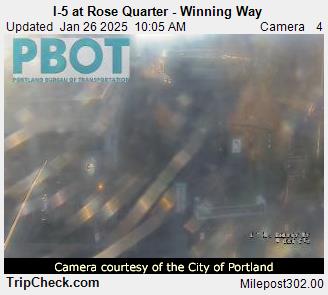 I-5 at Rose Quarter - Winning Way
Updated Jan 26 2025 10:05 AM Camera 4
PBOT
PORTLAND BUREAU OF TRANSPORTATION
Camera courtesy of the City of Portland
TripCheck.com Milepost302.00